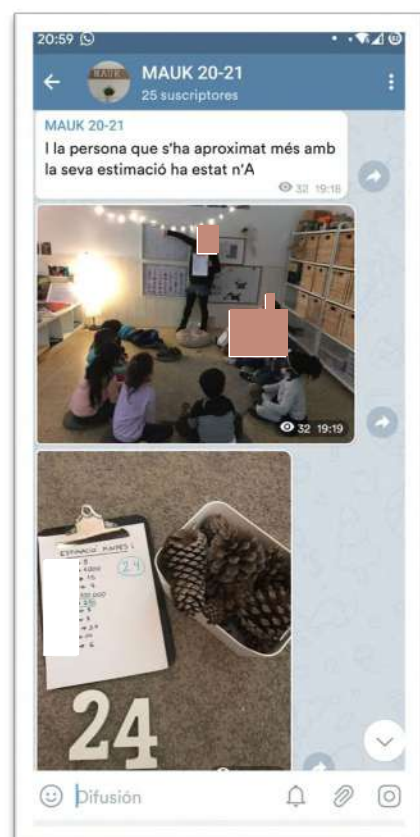 20:59
MAUK 20-21
25 suscriptores
MAUK 20-21
I la persona que s'ha aproximat més amb
la seva estimació ha estat n'A
32 19:18
32 19:19
ESTIMACIÓ PINYES
24
24
Difusión